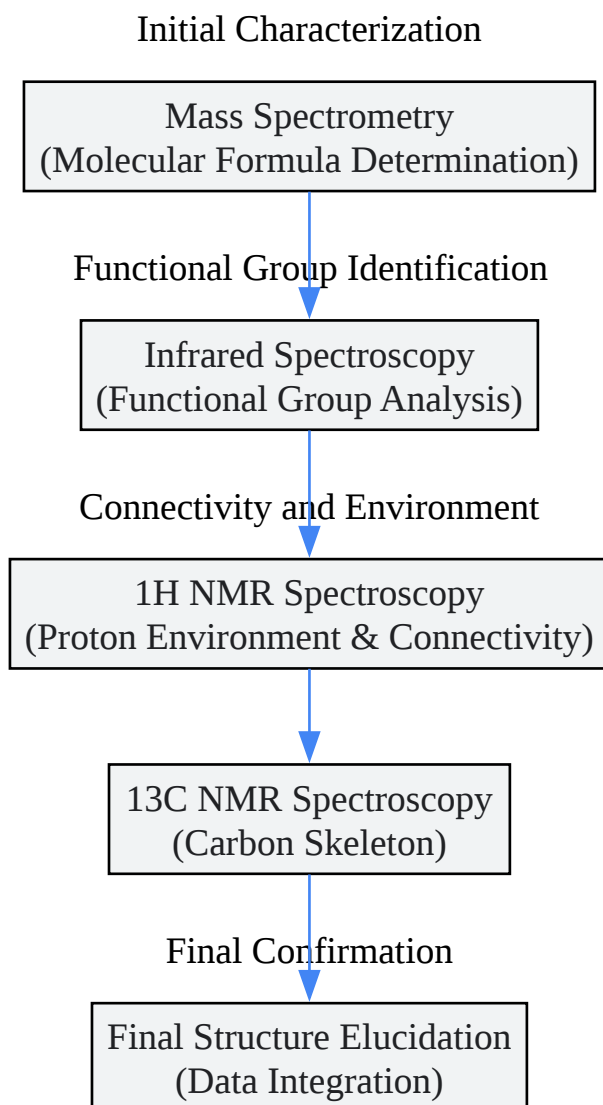 Initial Characterization
Mass Spectrometry
(Molecular Formula Determination)
Functional Group Identification
Infrared Spectroscopy
(Functional Group Analysis)
Connectivity and Environment
1H NMR Spectroscopy
(Proton Environment & Connectivity)
13C NMR Spectroscopy
(Carbon Skeleton)
Final Confirmation
Final Structure Elucidation
(Data Integration)